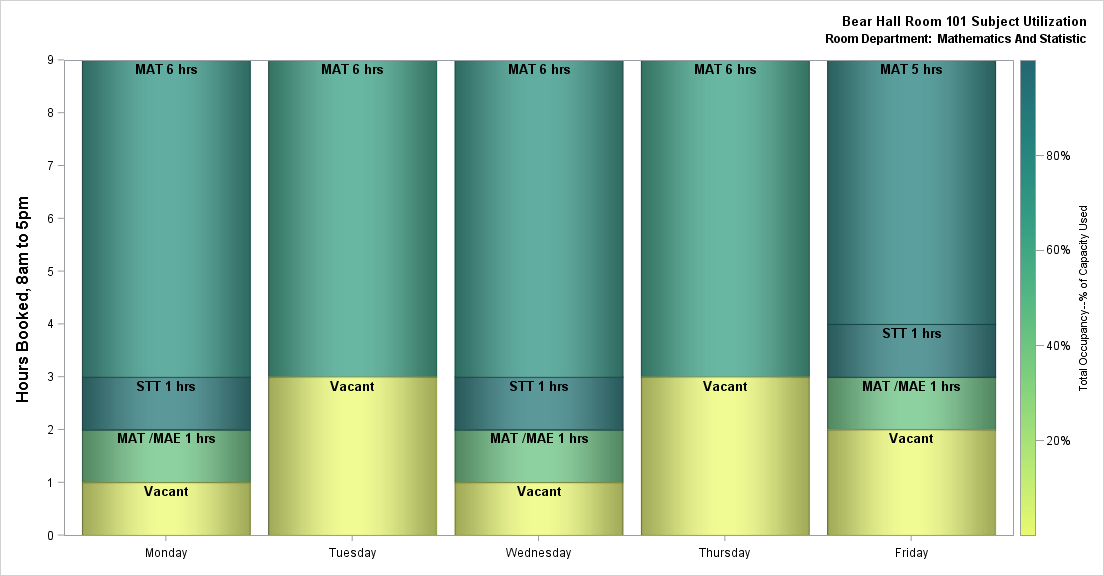 Bear Hall Room 101 Subject Utilization
Room Department: Mathematics And Statistic
Hours Booked, 8am to 5pm
9
8
7
6
5
4
3
2
1
0
MAT 6 hrs
STT 1 hrs
MAT /MAE 1 hrs
Vacant
MAT 6 hrs
Vacant
MAT 6 hrs
STT 1 hrs
MAT /MAE 1 hrs
Vacant
MAT 6 hrs
Vacant
MAT 5 hrs
STT 1 hrs
MAT /MAE 1 hrs
Vacant
Monday
Tuesday
Wednesday
Thursday
Friday
80%
60%
40%
20%
Total Occupancy--% of Capacity Used